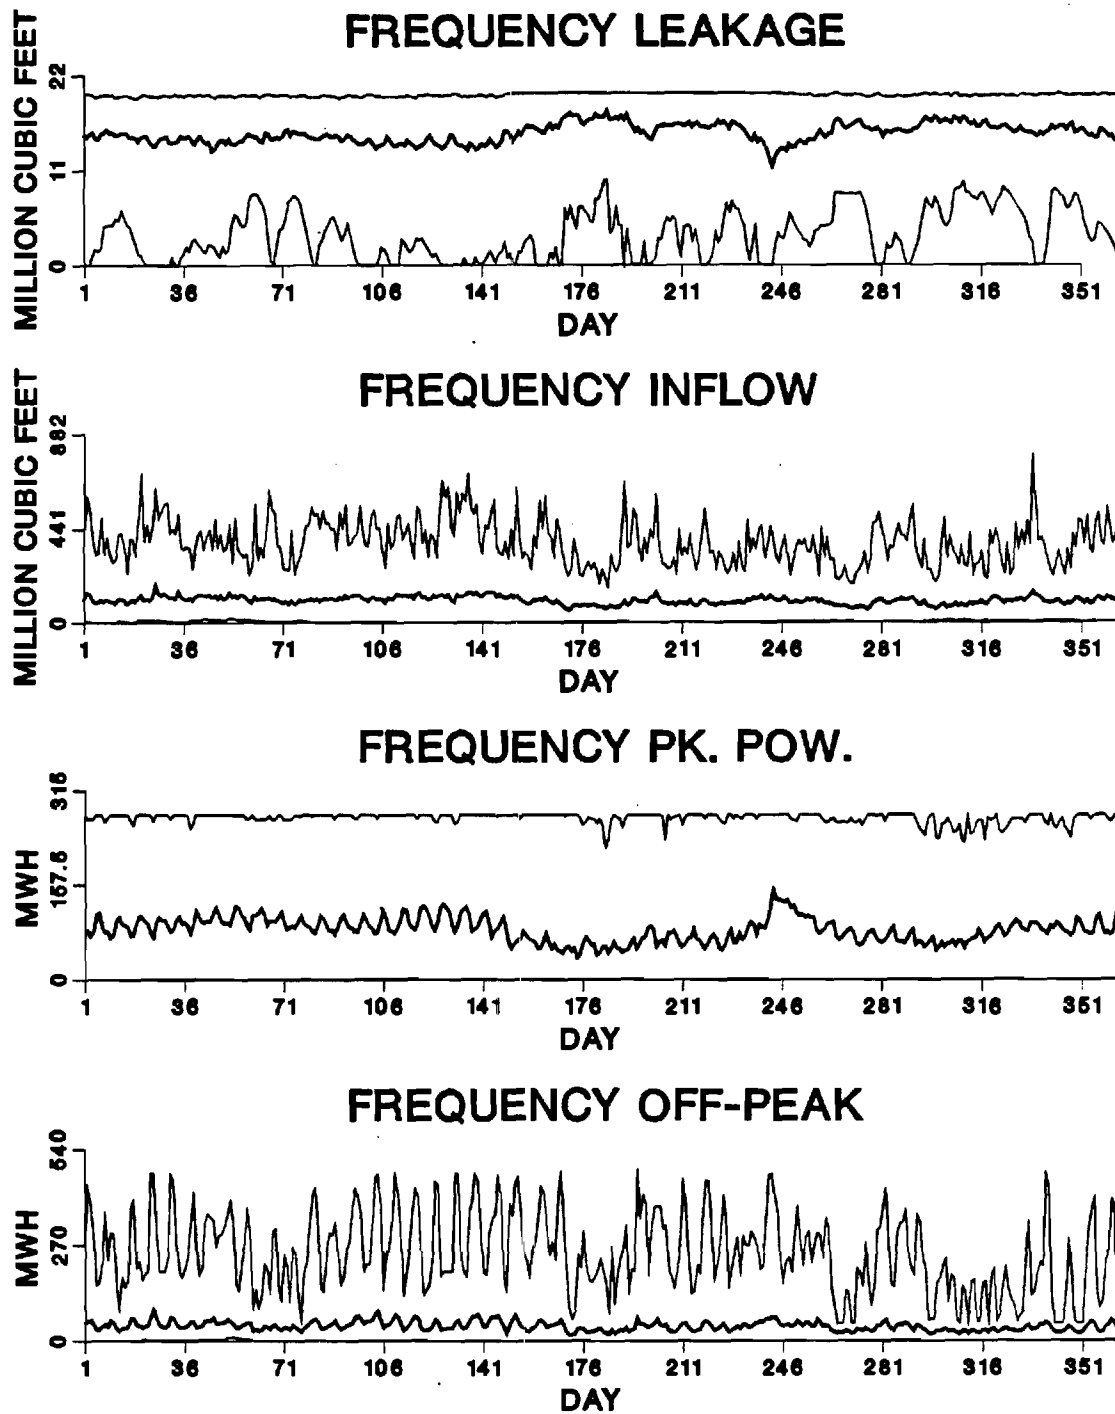 FREQUENCY LEAKAGE
MILLION CUBIC FEET
22
11
0
1 36 71 106 141 176 211 246 281 316 351
DAY
FREQUENCY INFLOW
MILLION CUBIC FEET
882
441
0
1 36 71 106 141 176 211 246 281 316 351
DAY
FREQUENCY PK. POW.
MWH
316
157.5
0
1 36 71 106 141 176 211 246 281 316 351
DAY
FREQUENCY OFF-PEAK
MWH
540
270
0
1 36 71 106 141 176 211 246 281 316 351
DAY